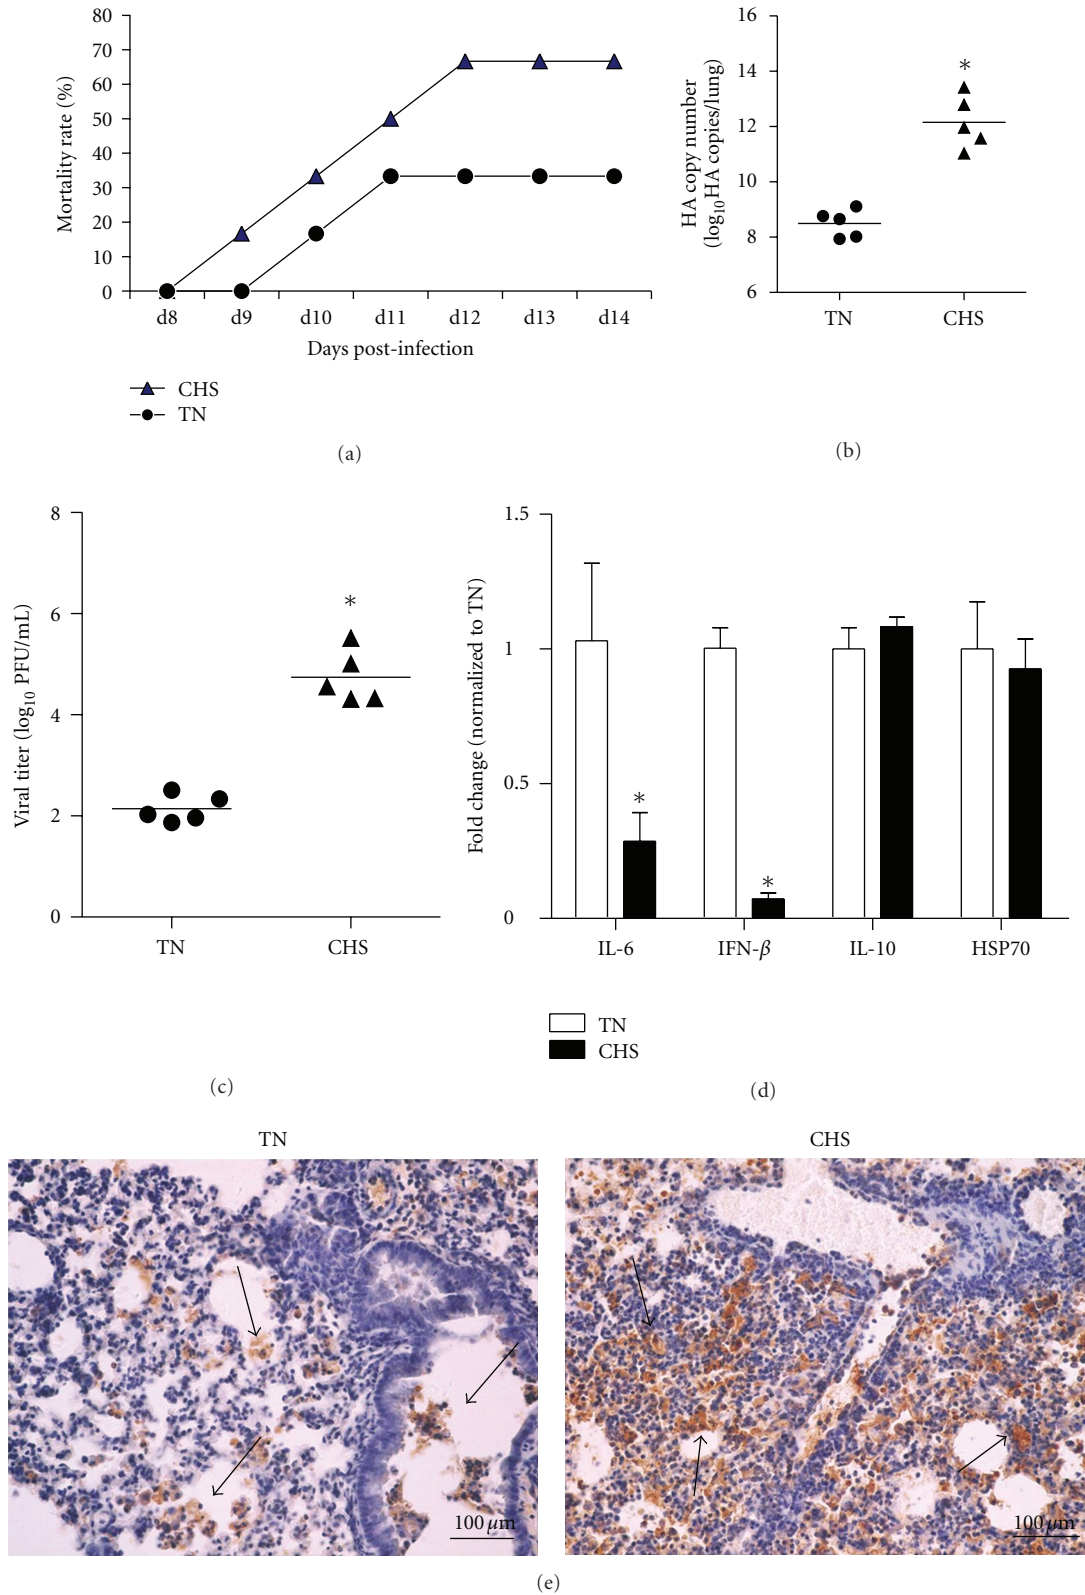 80
70
60
50
40
30
20
10
0
Mortality rate (%)
d8 d9 d10 d11 d12 d13 d14
Days post-infection
CHS
TN
(a)
16
14
12
10
8
6
HA copy number
(log10 HA copies/lung)
*
TN CHS
(b)
8
6
4
2
0
Viral titer (log10 PFU/mL)
*
TN CHS
(c)
1.5
1
0.5
0
Fold change (normalized to TN)
*
*
IL-6 IFN-β IL-10 HSP70
TN
CHS
(d)
TN CHS
100 μm 100 μm
(e)